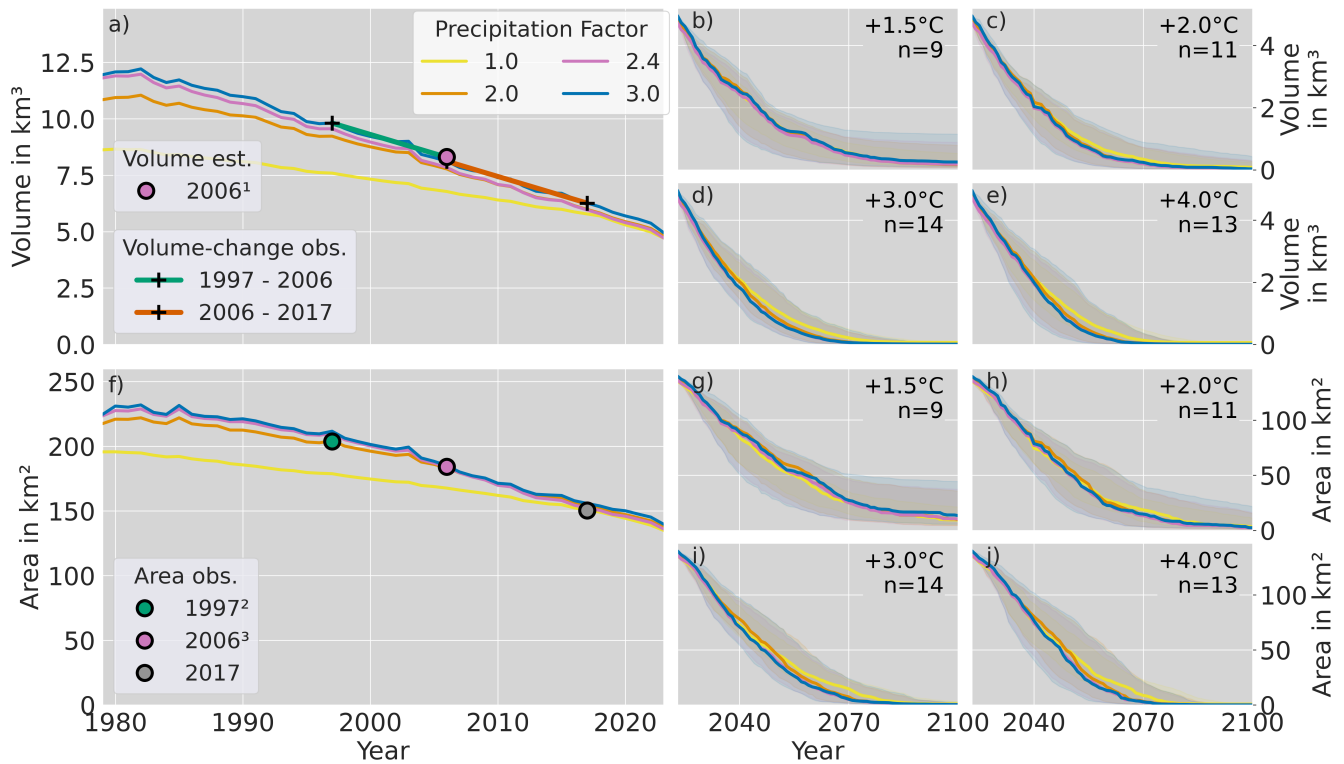 a)
Precipitation Factor
1.0
2.4
2.0
3.0
Volume est.
2006¹
Volume-change obs.
1997 - 2006
2006 - 2017
12.5
10.0
7.5
5.0
2.5
0.0
Volume in km³
b)
+1.5°C
n=9
c)
+2.0°C
n=11
4
2
0
Volume
in km³
d)
+3.0°C
n=14
e)
+4.0°C
n=13
4
2
0
Volume
in km³
f)
250
200
150
100
50
0
Area in km²
Area obs.
1997²
2006³
2017
1980
1990
2000
2010
2020
Year
g)
+1.5°C
n=9
h)
+2.0°C
n=11
100
50
0
Area in km²
i)
+3.0°C
n=14
j)
+4.0°C
n=13
100
50
0
Area in km²
2040
2070
2100
2040
2070
2100
Year